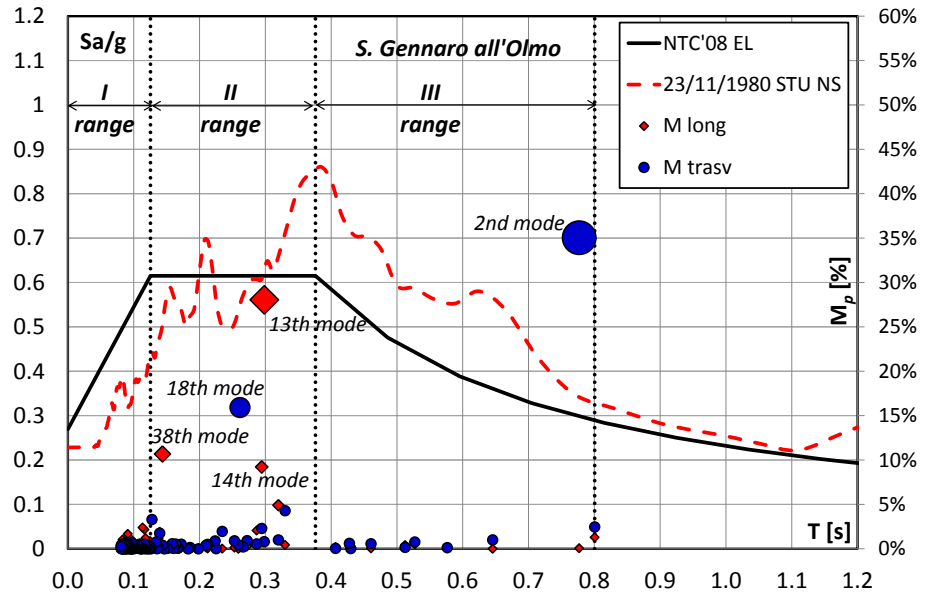 1.2
1.1
1
0.9
0.8
0.7
0.6
0.5
0.4
0.3
0.2
0.1
0
Sa/g
S. Gennaro all'Olmo
I
range
II
range
III
range
NTC'08 EL
23/11/1980 STU NS
M long
M trasv
2nd mode
13th mode
18th mode
38th mode
14th mode
T [s]
60%
55%
50%
45%
40%
35%
30%
25%
20%
15%
10%
5%
0%
Mp [%]
0.0 0.1 0.2 0.3 0.4 0.5 0.6 0.7 0.8 0.9 1.0 1.1 1.2